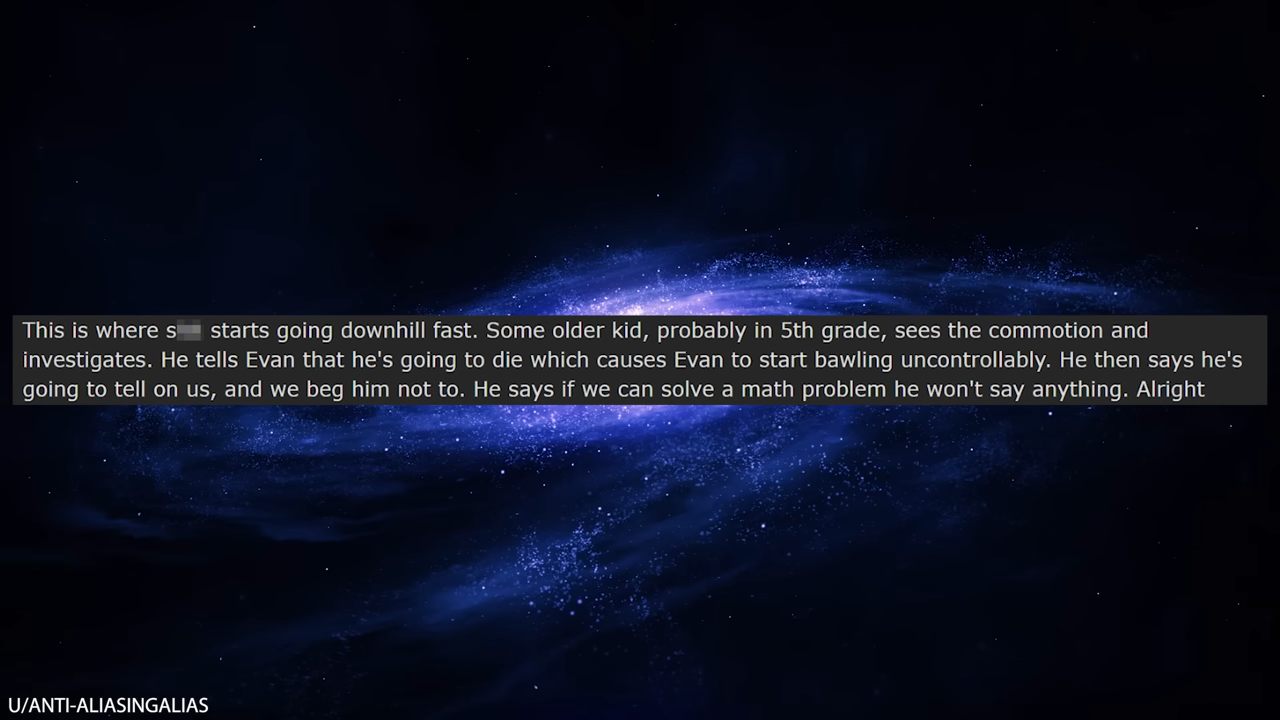 This is where s starts going downhill fast. Some older kid, probably in 5th grade, sees the commotion and
investigates. He tells Evan that he's going to die which causes Evan to start bawling uncontrollably. He then says he's
going to tell on us, and we beg him not to. He says if we can solve a math problem he won't say anything. Alright
U/ANTI-ALIASINGALIAS